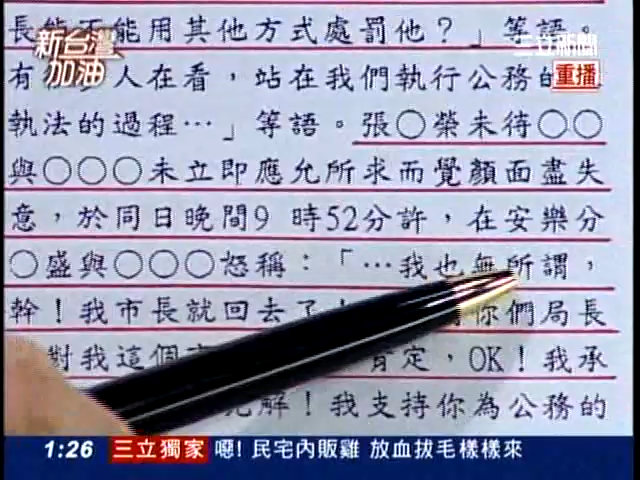 長能不能用其他方式處罰他？」等語。
新台灣加油
三立新聞
重播
有 人在看，站在我們執行公務的
執法的過程…」等語。張○榮未待○○
與○○○未立即應允所求而覺顏面盡失
意，於同日晚間9 時52分許，在安樂分
○盛與○○○怒稱：「…我也無所謂，
幹！我市長就回去了！ 你們局長
對我這個 肯定，OK！我承
見解！我支持你為公務的
1:26 三立獨家 噁! 民宅內販雞 放血拔毛樣樣來